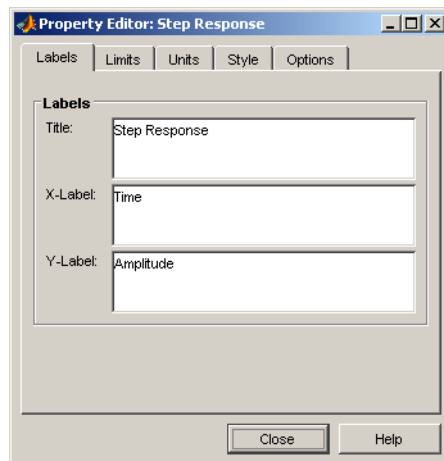 Property Editor: Step Response
Labels Limits Units Style Options
Labels
Title: Step Response
X-Label: Time
Y-Label: Amplitude
Close Help